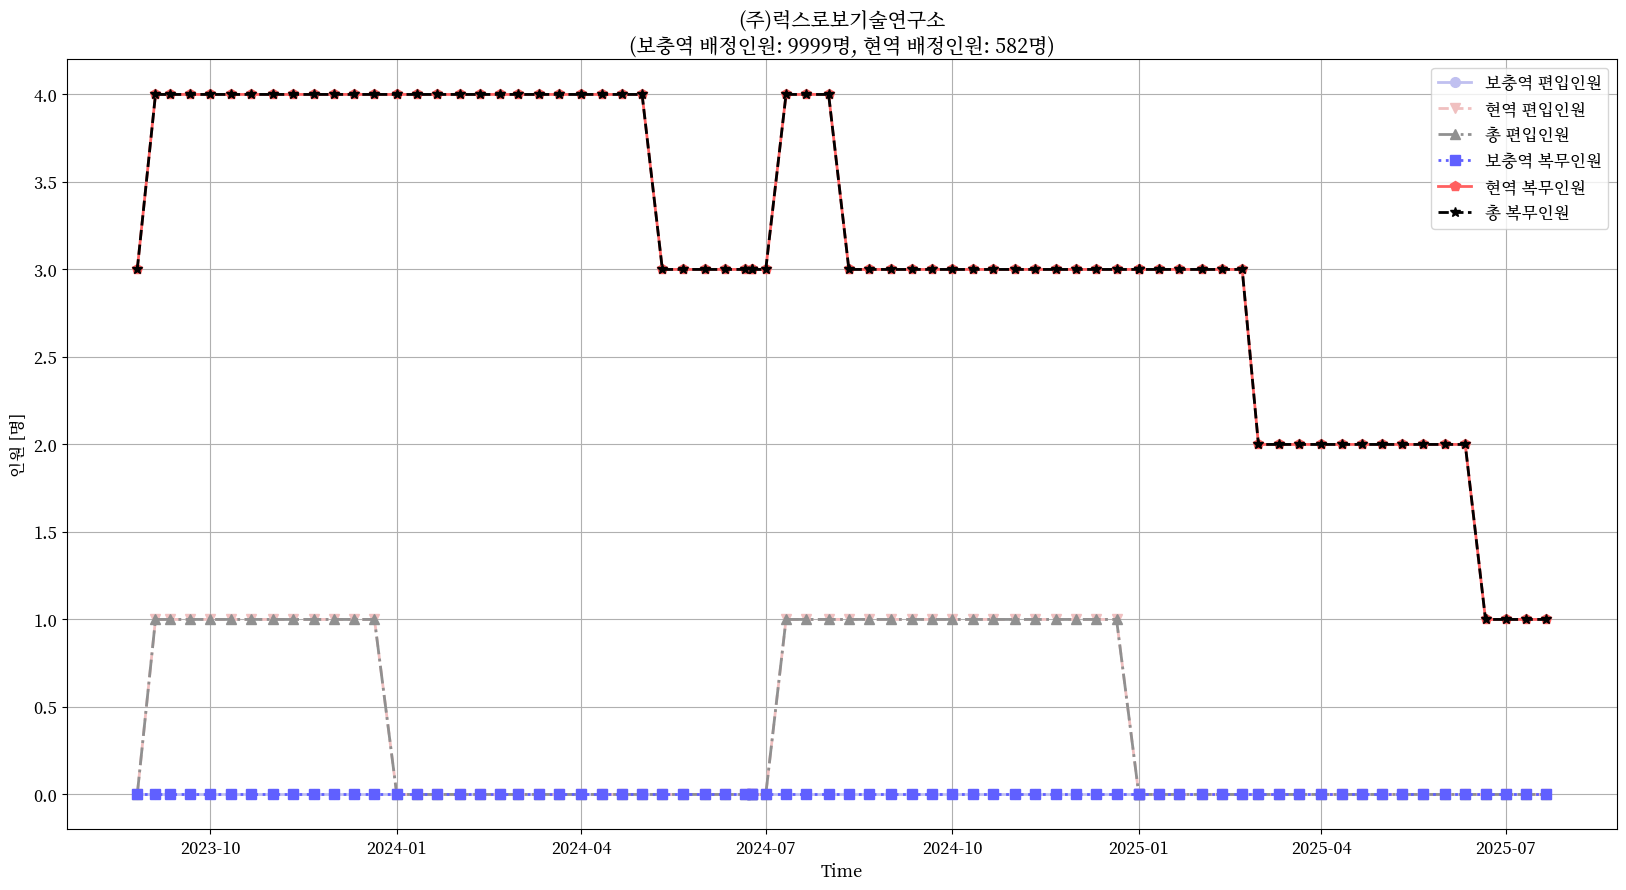 (주)럭스로보기술연구소
(보충역 배정인원: 9999명, 현역 배정인원: 582명)
보충역 편입인원
현역 편입인원
총 편입인원
보충역 복무인원
현역 복무인원
총 복무인원
인원 [명]
4.0
3.5
3.0
2.5
2.0
1.5
1.0
0.5
0.0
2023-10
2024-01
2024-04
2024-07
2024-10
2025-01
2025-04
2025-07
Time